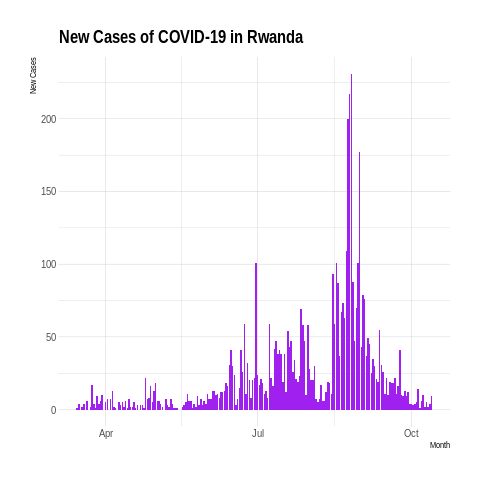 New Cases of COVID-19 in Rwanda
New Cases
200
150
100
50
0
Apr
Jul
Oct
Month